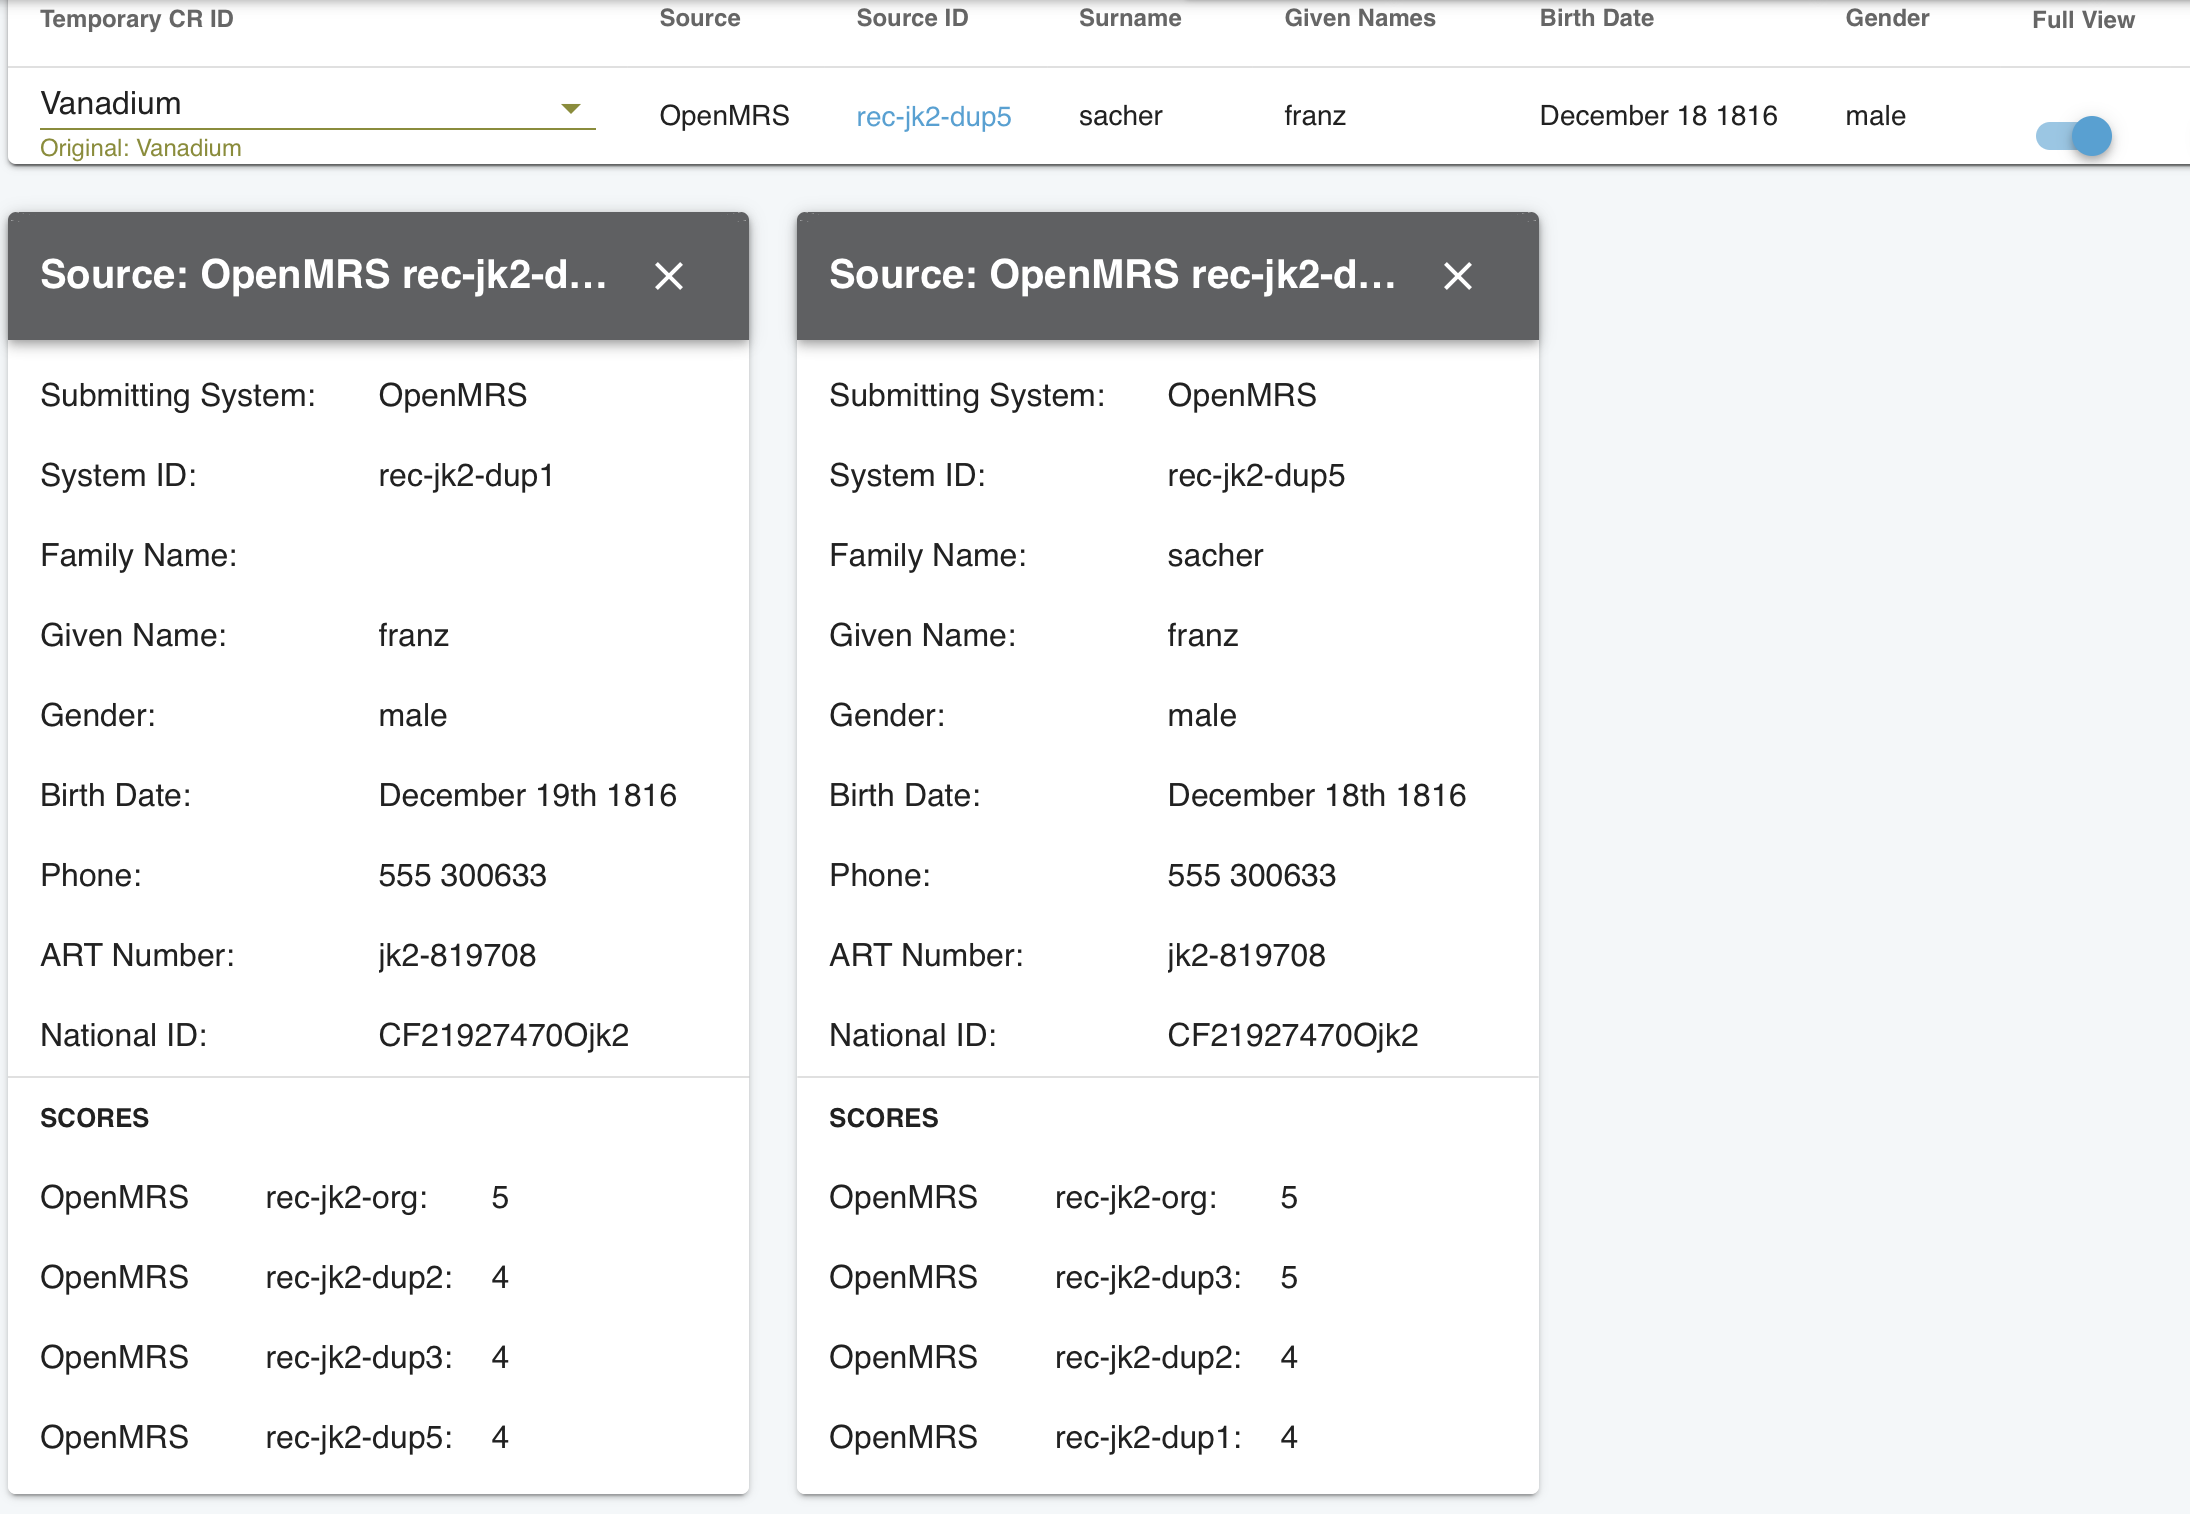 Temporary CR ID Source Source ID Surname Given Names Birth Date Gender Full View
Vanadium OpenMRS rec-jk2-dup5 sacher franz December 18 1816 male
Original: Vanadium
Source: OpenMRS rec-jk2-d...
Submitting System: OpenMRS
System ID: rec-jk2-dup1
Family Name:
Given Name: franz
Gender: male
Birth Date: December 19th 1816
Phone: 555 300633
ART Number: jk2-819708
National ID: CF21927470Ojk2
SCORES
OpenMRS rec-jk2-org: 5
OpenMRS rec-jk2-dup2: 4
OpenMRS rec-jk2-dup3: 4
OpenMRS rec-jk2-dup5: 4
Source: OpenMRS rec-jk2-d...
Submitting System: OpenMRS
System ID: rec-jk2-dup5
Family Name: sacher
Given Name: franz
Gender: male
Birth Date: December 18th 1816
Phone: 555 300633
ART Number: jk2-819708
National ID: CF21927470Ojk2
SCORES
OpenMRS rec-jk2-org: 5
OpenMRS rec-jk2-dup3: 5
OpenMRS rec-jk2-dup2: 4
OpenMRS rec-jk2-dup1: 4